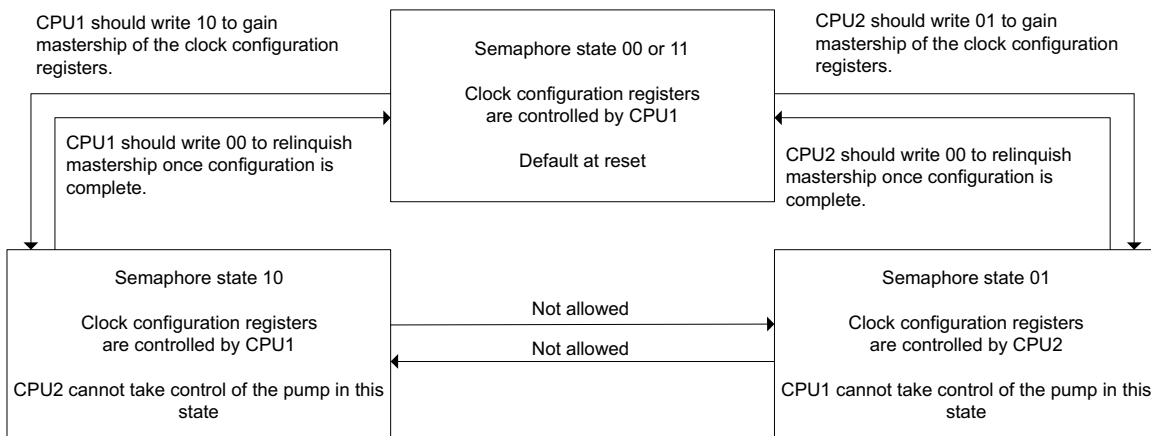 CPU1 should write 10 to gain
mastership of the clock configuration
registers.
Semaphore state 00 or 11
Clock configuration registers
are controlled by CPU1
Default at reset
CPU2 should write 01 to gain
mastership of the clock configuration
registers.
CPU1 should write 00 to relinquish
mastership once configuration is
complete.
CPU2 should write 00 to relinquish
mastership once configuration is
complete.
Semaphore state 10
Clock configuration registers
are controlled by CPU1
CPU2 cannot take control of the pump in this
state
Not allowed
Not allowed
Semaphore state 01
Clock configuration registers
are controlled by CPU2
CPU1 cannot take control of the pump in this
state